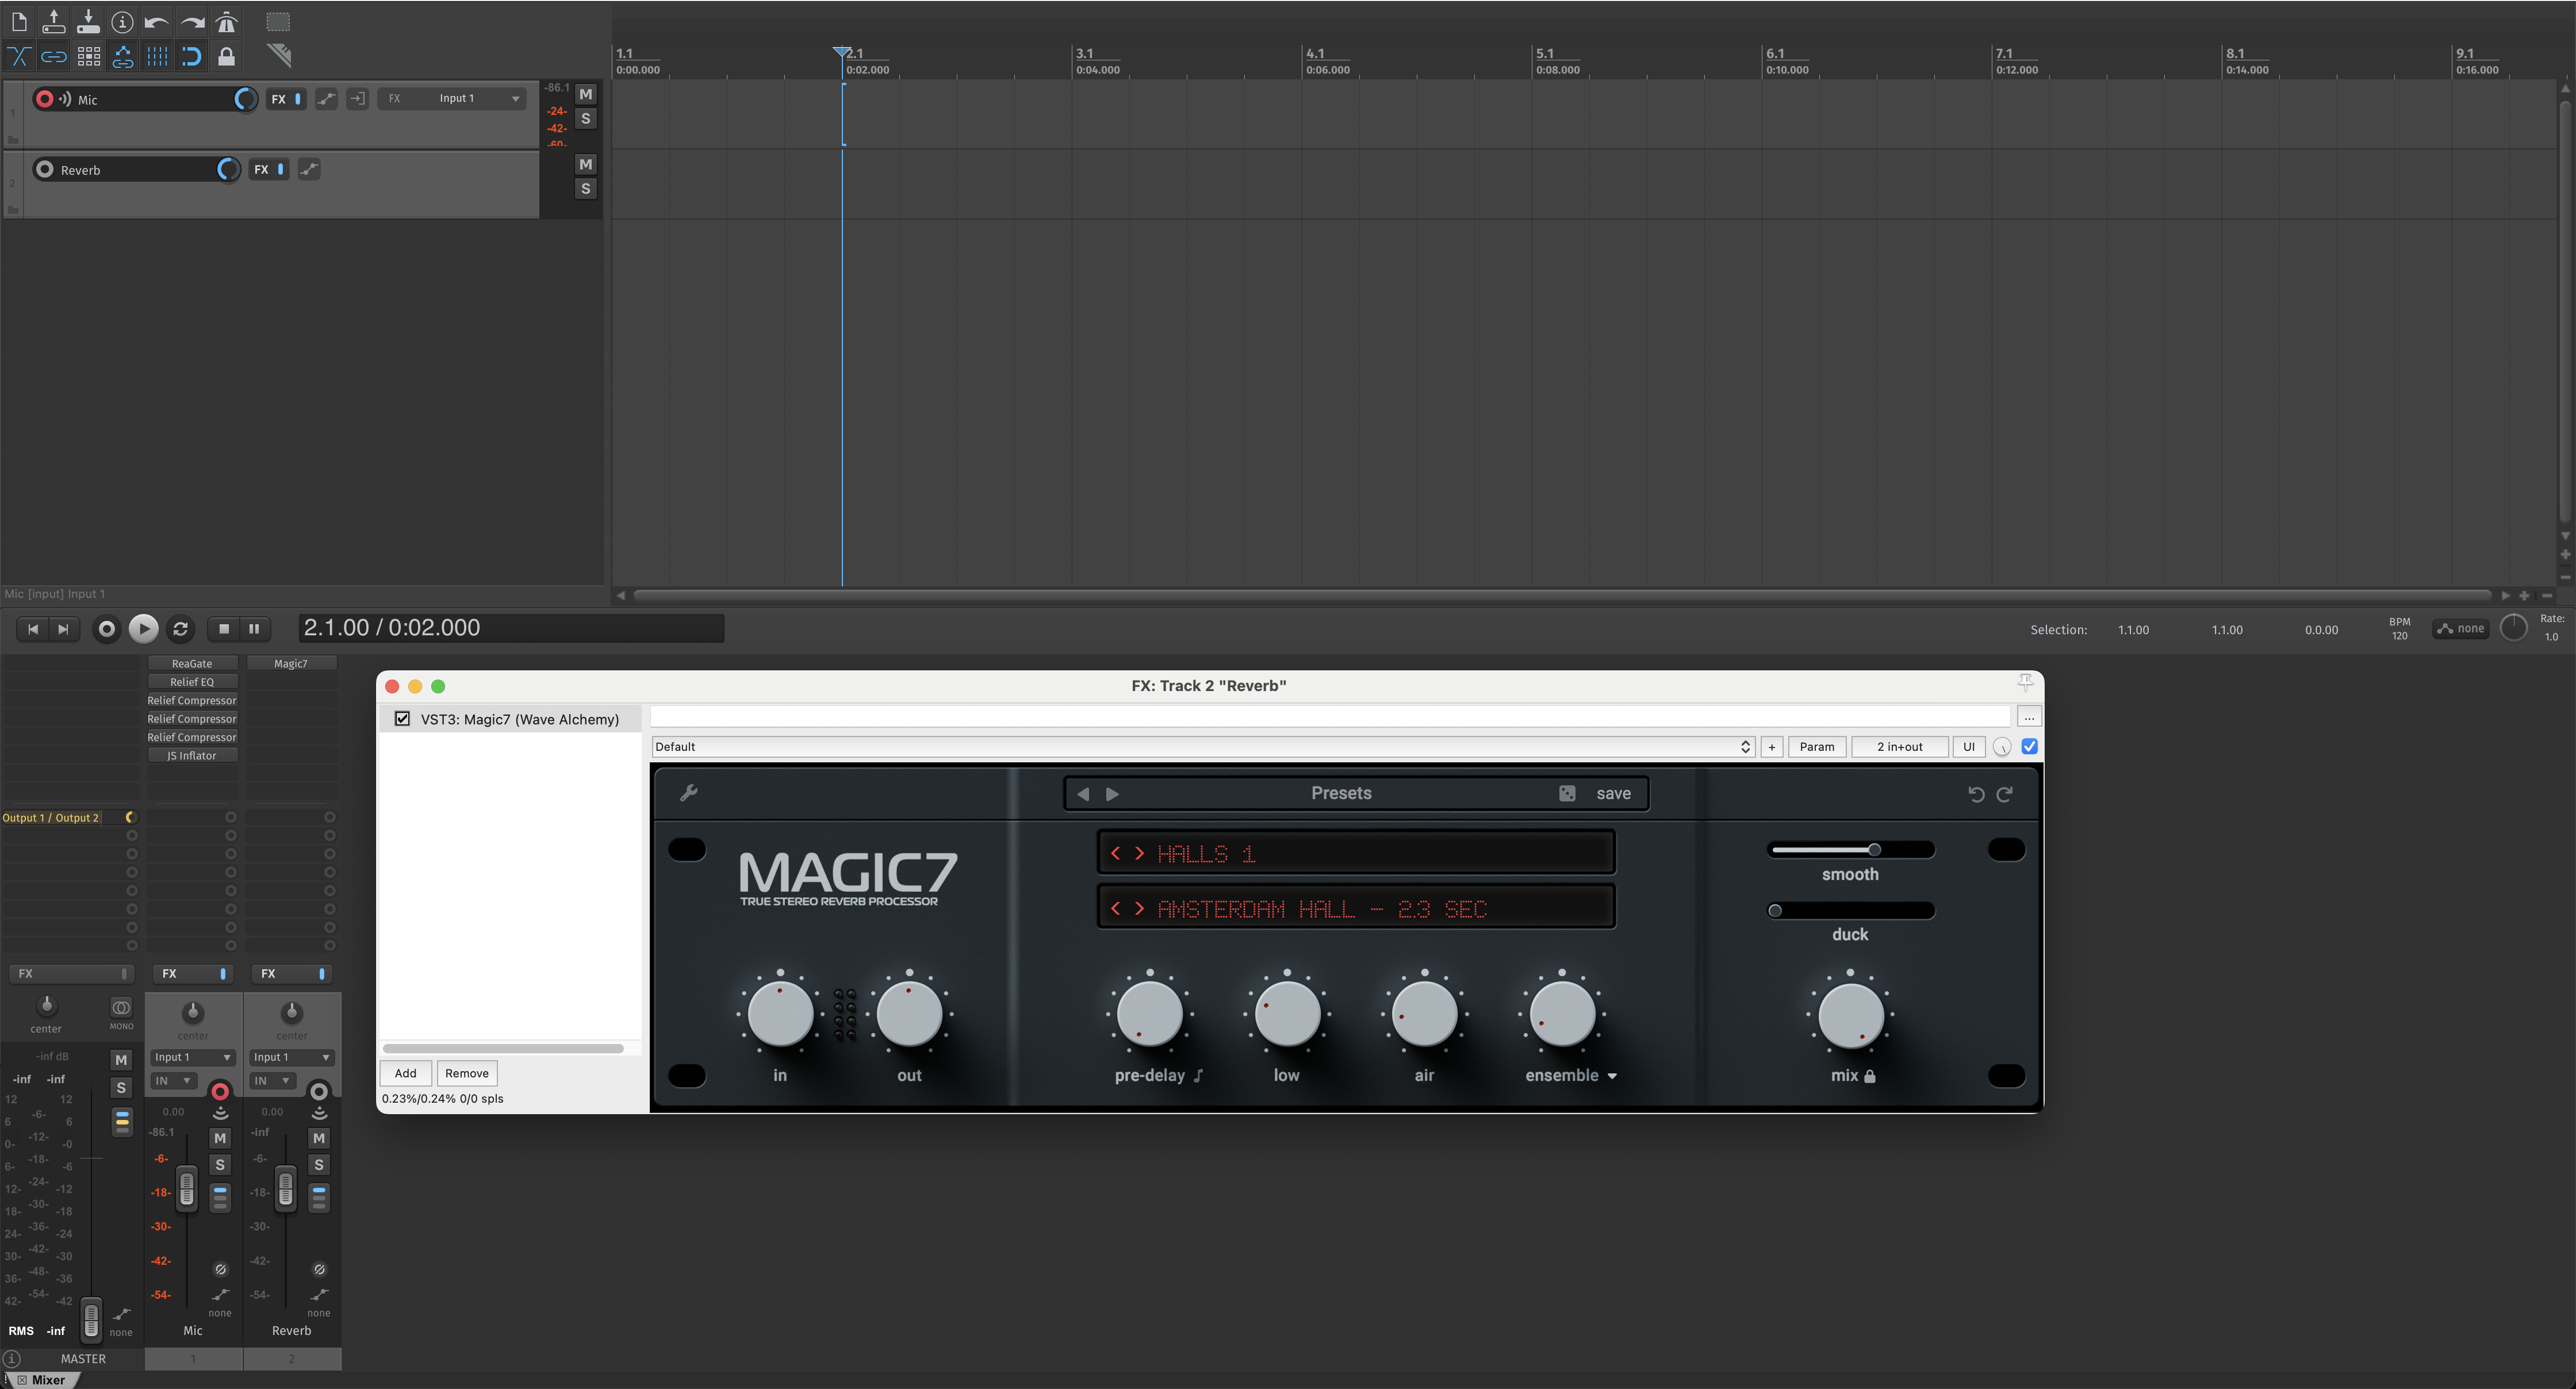 1.1 2.1 3.1 4.1 5.1 6.1 7.1 8.1 9.1
0:00.000 0:02.000 0:04.000 0:06.000 0:08.000 0:10.000 0:12.000 0:14.000 0:16.000
1 Mic FX FX Input 1 -86.1 M
-24-
S
-42-
-60-
2 Reverb FX M
S
Mic [input] Input 1
2.1.00 / 0:02.000
Selection: 1.1.00 1.1.00 0.0.00
BPM
120
none
Rate:
1.0
ReaGate Magic7
Relief EQ
Relief Compressor
Relief Compressor
Relief Compressor
JS Inflator
Output 1 / Output 2
FX FX FX
center MONO center center
-inf dB M Input 1 Input 1
-inf -inf S IN IN
12 12 0.00 0.00
-6-
6 6 -86.1 M -inf M
-12-
0- -0
-18- -6- S -6- S
6- -6
-24-
12- -12 -18- -18-
-30-
18- -18
-36- -30- -30-
24- -24
-42-
30- -30 -42- -42-
-48-
36- -36
-54- -54- -54-
42- -42 none none
RMS -inf none Mic Reverb
MASTER 1 2
Mixer
FX: Track 2 "Reverb"
VST3: Magic7 (Wave Alchemy)
...
Default + Param 2 in+out UI
Presets save
MAGIC7
TRUE STEREO REVERB PROCESSOR
< > HALLS 1
< > AMSTERDAM HALL - 2.3 SEC
smooth
duck
in out pre-delay low air ensemble mix
Add Remove
0.23%/0.24% 0/0 spls